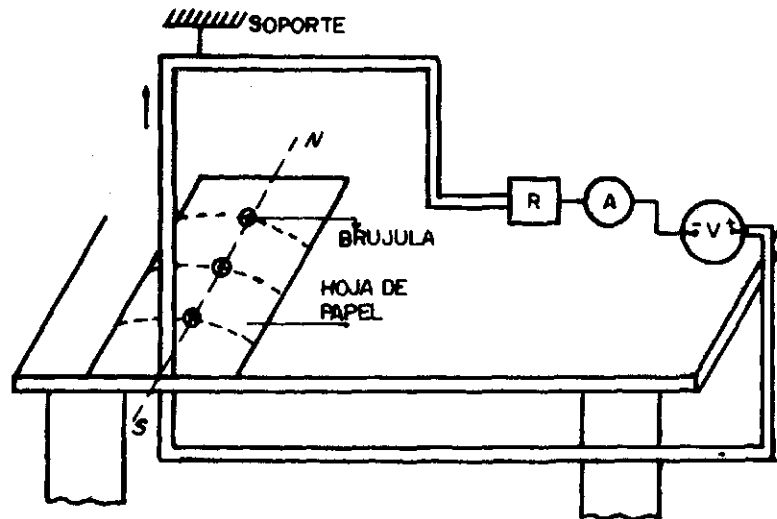 SOPORTE
N
R
A
- V +
BRUJULA
HOJA DE
PAPEL
S